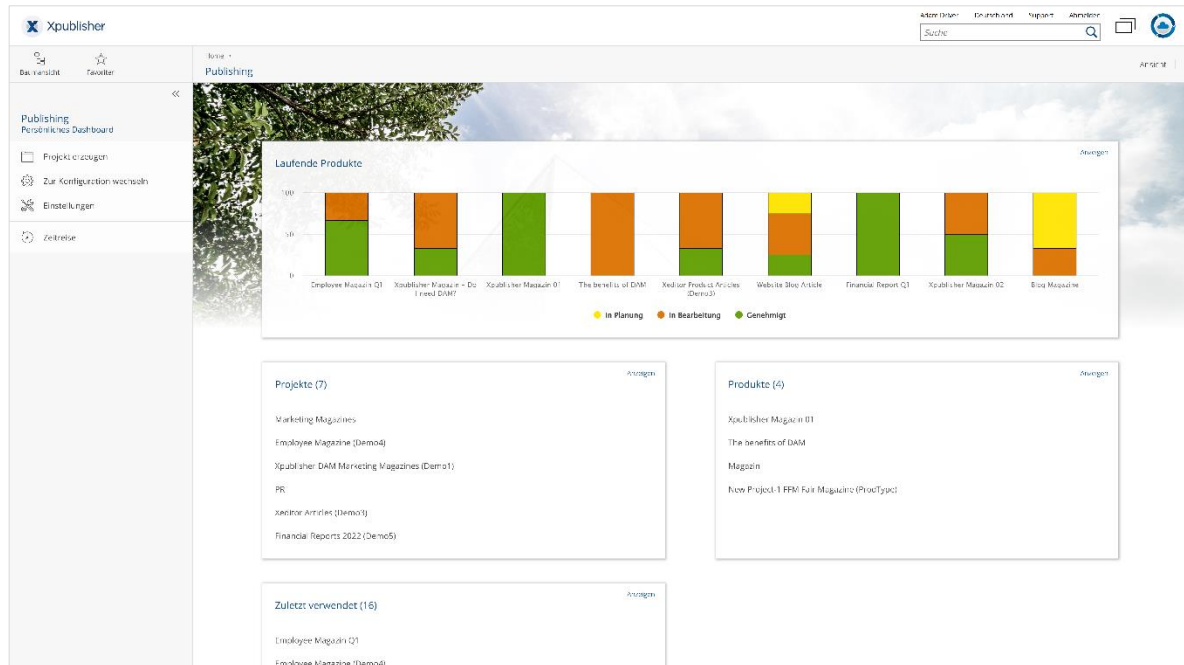 Xpublisher
Adam Driver Deutschland Support Abmelden
Suche
Baumansicht Favoriten
Home
Publishing
Ansicht
Publishing
Persönliches Dashboard
Projekt erzeugen
Zur Konfiguration wechseln
Einstellungen
Zeitreise
Laufende Produkte
Anzeigen
100
50
0
Employee Magazin Q1
Xpublisher Magazin - Do
I need DAM?
Xpublisher Magazin 01
The benefits of DAM
Xeditor Product Articles
(Demo3)
Website Blog Article
Financial Report Q1
Xpublisher Magazin 02
Blog Magazine
In Planung In Bearbeitung Genehmigt
Projekte (7)
Anzeigen
Marketing Magazines
Employee Magazine (Demo4)
Xpublisher DAM Marketing Magazines (Demo1)
PR
Xeditor Articles (Demo3)
Financial Reports 2022 (Demo5)
Produkte (4)
Anzeigen
Xpublisher Magazin 01
The benefits of DAM
Magazin
New Project-1 FFM Fair Magazine (ProdType)
Zuletzt verwendet (16)
Anzeigen
Employee Magazin Q1
Employee Magazine (Demo4)